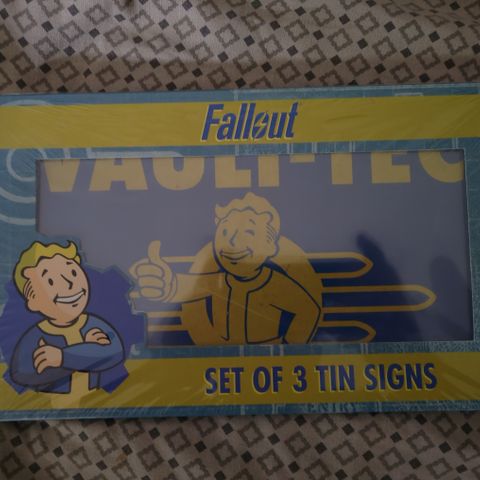 Fallout
VAULT-TEC
SET OF 3 TIN SIGNS